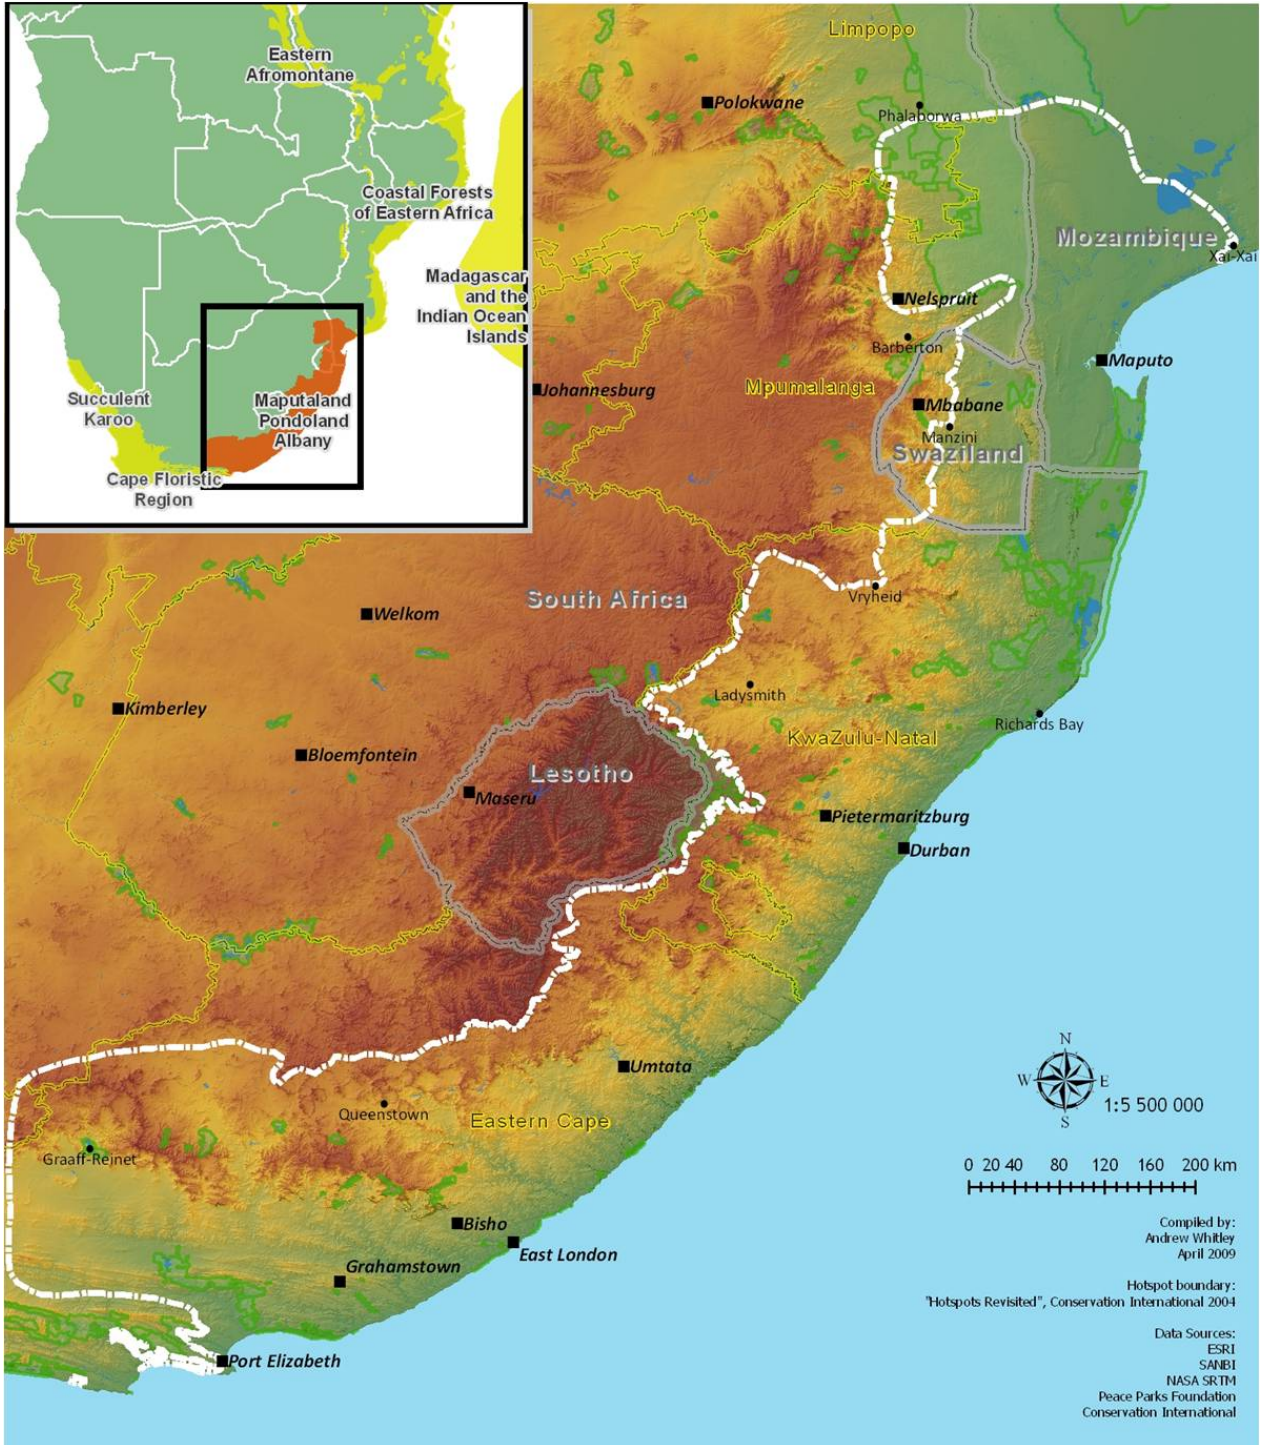 Eastern
Afromontane
Coastal Forests
of Eastern Africa
Madagascar
and the
Indian Ocean
Islands
Succulent
Karoo
Maputaland
Pondoland
Albany
Cape Floristic
Region
Limpopo
Polokwane
Phalaborwa
Mozambique
Xai-Xai
Nelspruit
Barberton
Maputo
Johannesburg
Mpumalanga
Mbabane
Manzini
Swaziland
South Africa
Vryheid
Welkom
Ladysmith
Kimberley
Richards Bay
KwaZulu-Natal
Bloemfontein
Lesotho
Maseru
Pietermaritzburg
Durban
N
W
E
S
1:5 500 000
Umtata
Queenstown
Eastern Cape
Graaff-Reinet
0 20 40 80 120 160 200 km
Bisho
East London
Grahamstown
Port Elizabeth
Compiled by:
Andrew Whitley
April 2009
Hotspot boundary:
"Hotspots Revisited", Conservation International 2004
Data Sources:
ESRI
SANBI
NASA SRTM
Peace Parks Foundation
Conservation International